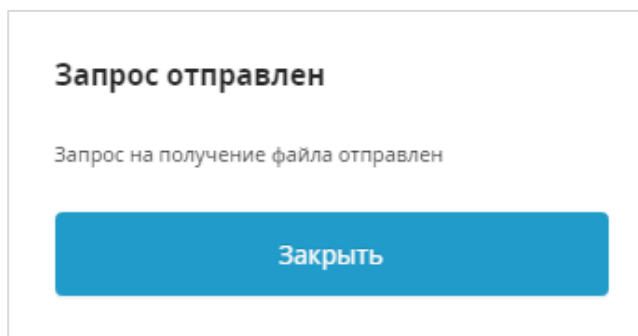 Запрос отправлен
Запрос на получение файла отправлен
Закрыть